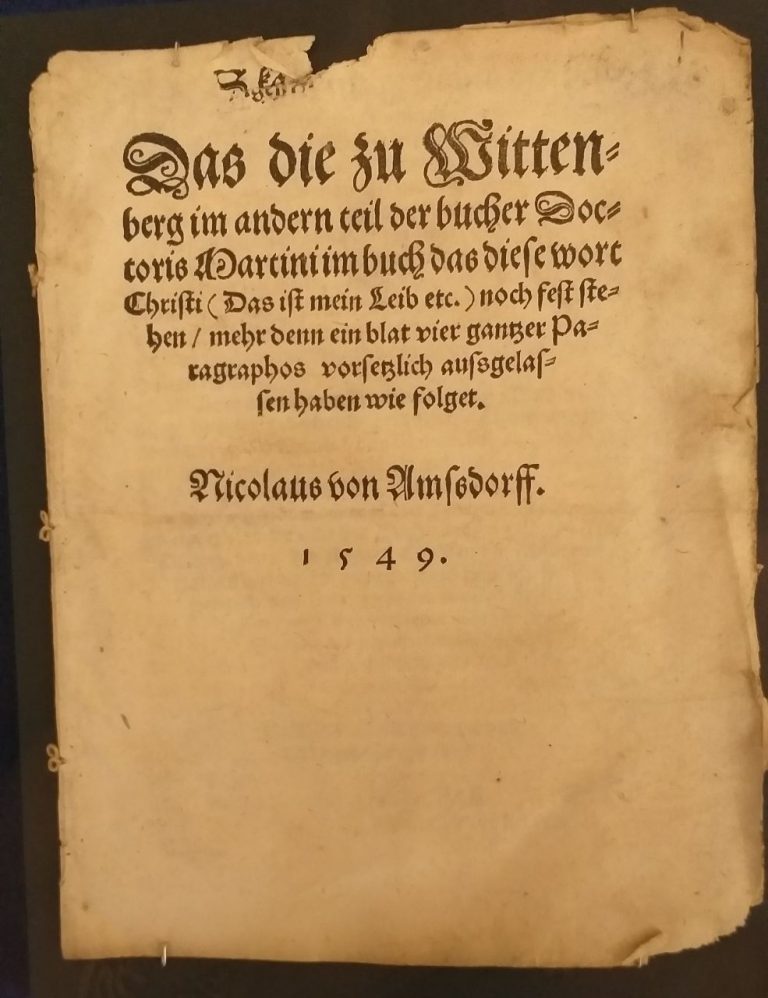 Das die zu Witten⸗
berg im andern teil der bucher Doc⸗
toris Martini im buch das diese wort
Christi ( Das ist mein Leib etc. ) noch fest ste⸗
hen / mehr denn ein blat vier gantzer Pa⸗
ragraphos vorsetzlich aussgelas⸗
sen haben wie folget.
Nicolaus von Amssdorff.
1549.